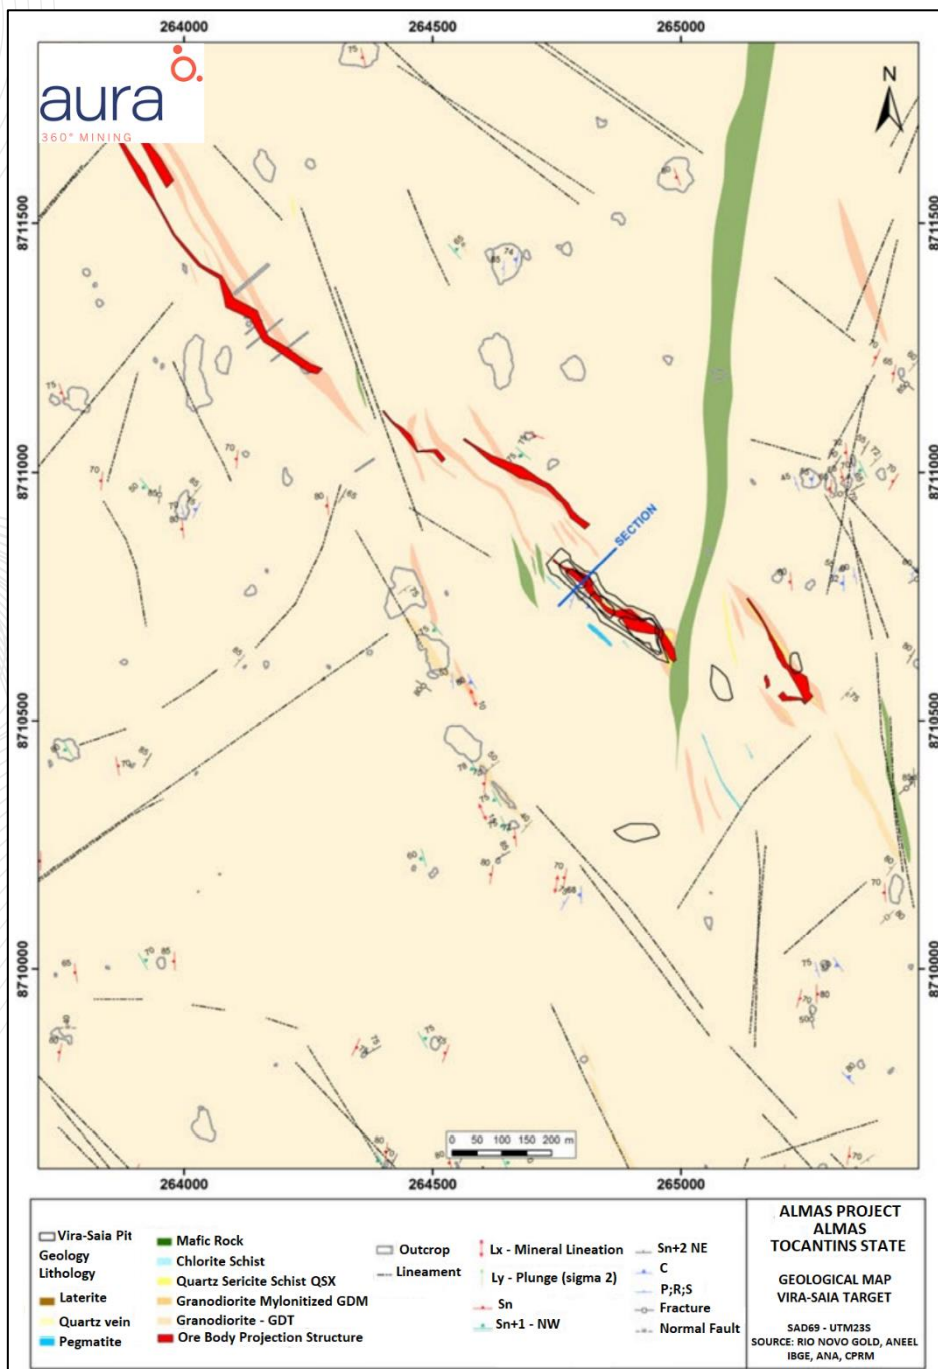 264000 264500 265000
aura
360° MINING
N
8711500
8711500
8711000
8711000
SECTION
8710500
8710500
8710000
8710000
0 50 100 150 200 m
264000 264500 265000
Vira-Saia Pit
Geology
Lithology
Laterite
Quartz vein
Pegmatite
Mafic Rock
Chlorite Schist
Quartz Sericite Schist QSX
Granodiorite Mylonitized GDM
Granodiorite - GDT
Ore Body Projection Structure
Outcrop
Lineament
Lx - Mineral Lineation
Ly - Plunge (sigma 2)
Sn
Sn+1 - NW
Sn+2 NE
C
P;R;S
Fracture
Normal Fault
ALMAS PROJECT
ALMAS
TOCANTINS STATE
GEOLOGICAL MAP
VIRA-SAIA TARGET
SAD69 - UTM23S
SOURCE: RIO NOVO GOLD, ANEEL
IBGE, ANA, CPRM